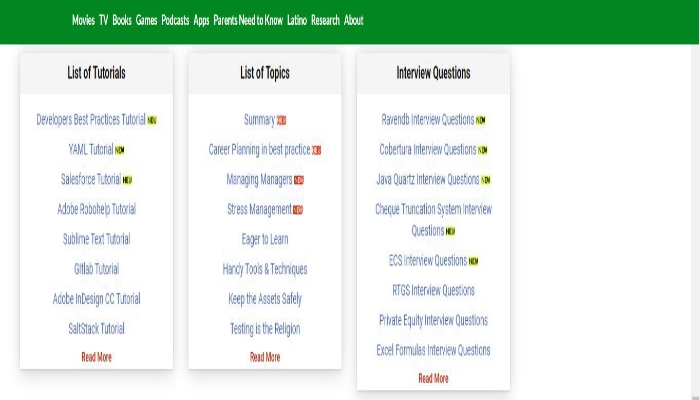 Movies TV Books Games Podcasts Apps Parents Need to Know Latino Research About
List of Tutorials
Developers Best Practices Tutorial NEW
YAML Tutorial NEW
Salesforce Tutorial NEW
Adobe Robohelp Tutorial
Sublime Text Tutorial
GItlab Tutorial
Adobe InDesign CC Tutorial
SaltStack Tutorial
Read More
List of Topics
Summary NEW
Career Planning in best practice NEW
Managing Managers NEW
Stress Management NEW
Eager to Learn
Handy Tools & Techniques
Keep the Assets Safely
Testing is the Religion
Read More
Interview Questions
Ravendb Interview Questions NEW
Cobertura Interview Questions NEW
Java Quartz Interview Questions NEW
Cheque Truncation System Interview
Questions NEW
ECS Interview Questions NEW
RTGS Interview Questions
Private Equity Interview Questions
Excel Formulas Interview Questions
Read More